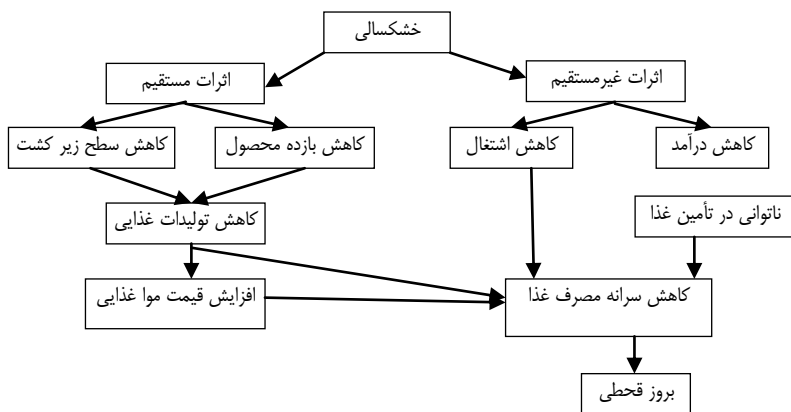 خشکسالی
اثرات غیرمستقیم
اثرات مستقیم
کاهش درآمد
کاهش اشتغال
کاهش بازده محصول
کاهش سطح زیر کشت
ناتوانی در تأمین غذا
کاهش تولیدات غذایی
کاهش سرانه مصرف غذا
افزایش قیمت موا غذایی
بروز قحطی